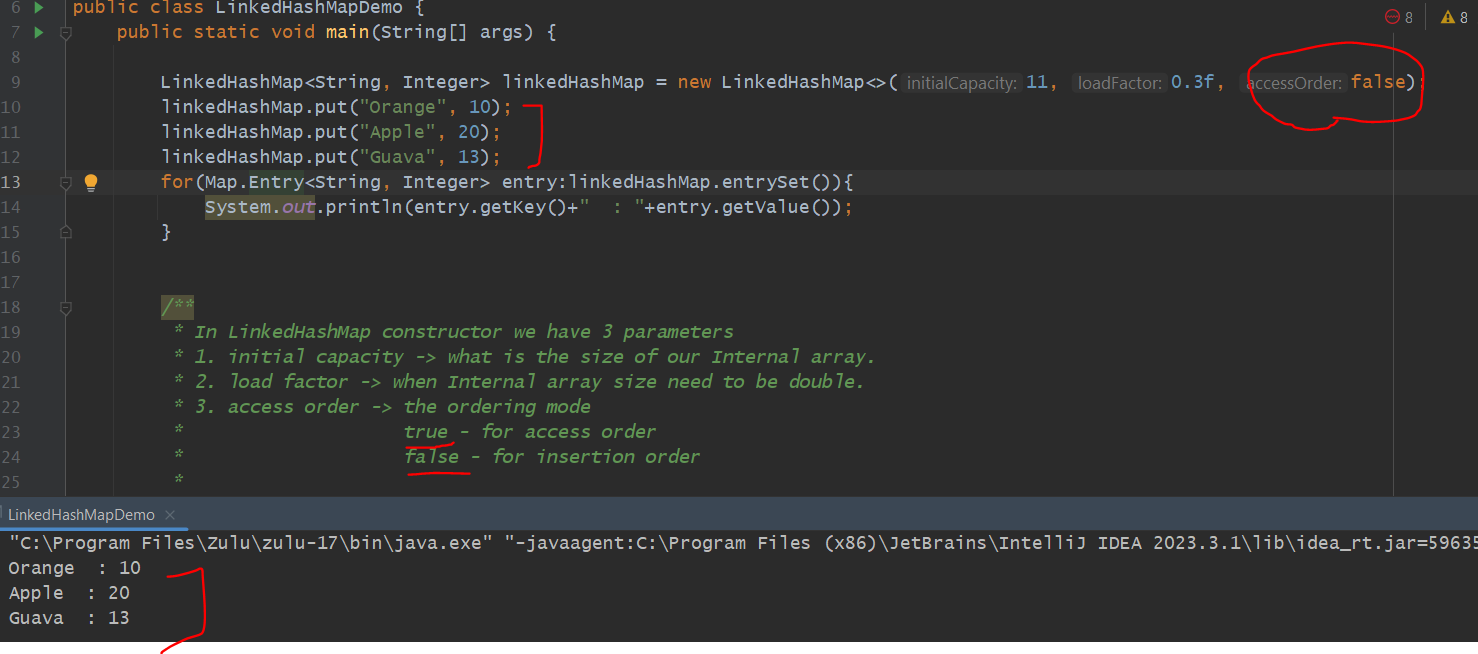 6 public class LinkedHashMapDemo {
7 public static void main(String[] args) {
8
9 LinkedHashMap<String, Integer> linkedHashMap = new LinkedHashMap<>( initialCapacity: 11, loadFactor: 0.3f, accessOrder: false);
10 linkedHashMap.put("Orange", 10);
11 linkedHashMap.put("Apple", 20);
12 linkedHashMap.put("Guava", 13);
13 for(Map.Entry<String, Integer> entry:linkedHashMap.entrySet()){
14 System.out.println(entry.getKey()+"  : "+entry.getValue());
15 }
16
17
18 /**
19 * In LinkedHashMap constructor we have 3 parameters
20 * 1. initial capacity -> what is the size of our Internal array.
21 * 2. load factor -> when Internal array size need to be double.
22 * 3. access order -> the ordering mode
23 * true - for access order
24 * false - for insertion order
25 *
8 8
LinkedHashMapDemo ×
"C:\Program Files\Zulu\zulu-17\bin\java.exe" "-javaagent:C:\Program Files (x86)\JetBrains\IntelliJ IDEA 2023.3.1\lib\idea_rt.jar=59635
Orange  : 10
Apple  : 20
Guava  : 13